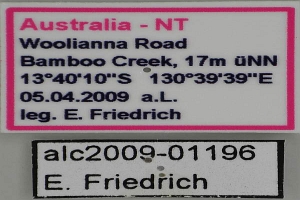 Australia - NT
Woolianna Road
Bamboo Creek, 17m üNN
13°40'10"S 130°39'39"E
05.04.2009 a.L.
leg. E. Friedrich
alc2009-01196
E. Friedrich